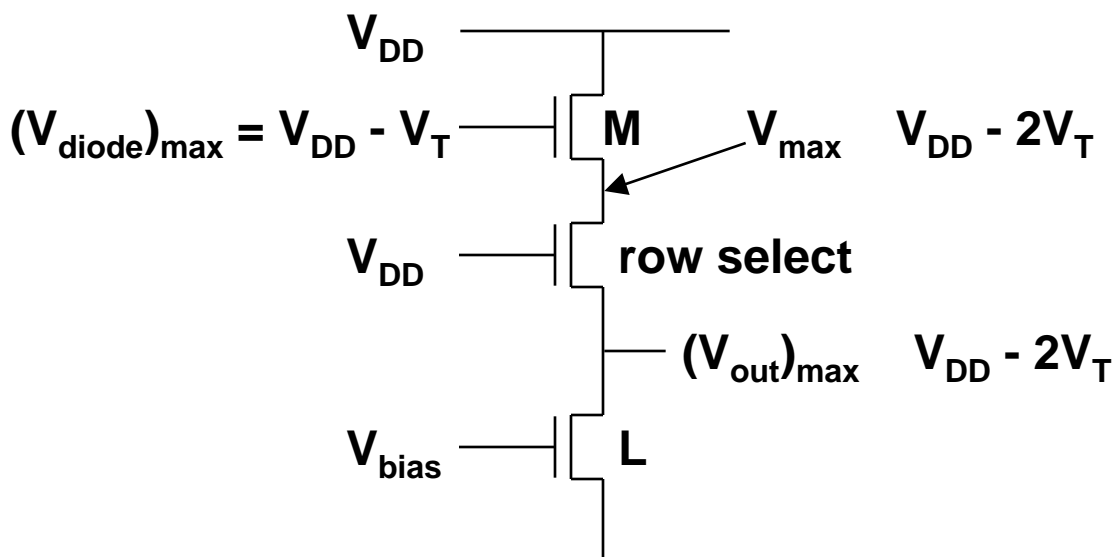 V_DD
(V_diode)_max = V_DD - V_T
M
V_max V_DD - 2V_T
V_DD
row select
(V_out)_max V_DD - 2V_T
V_bias
L